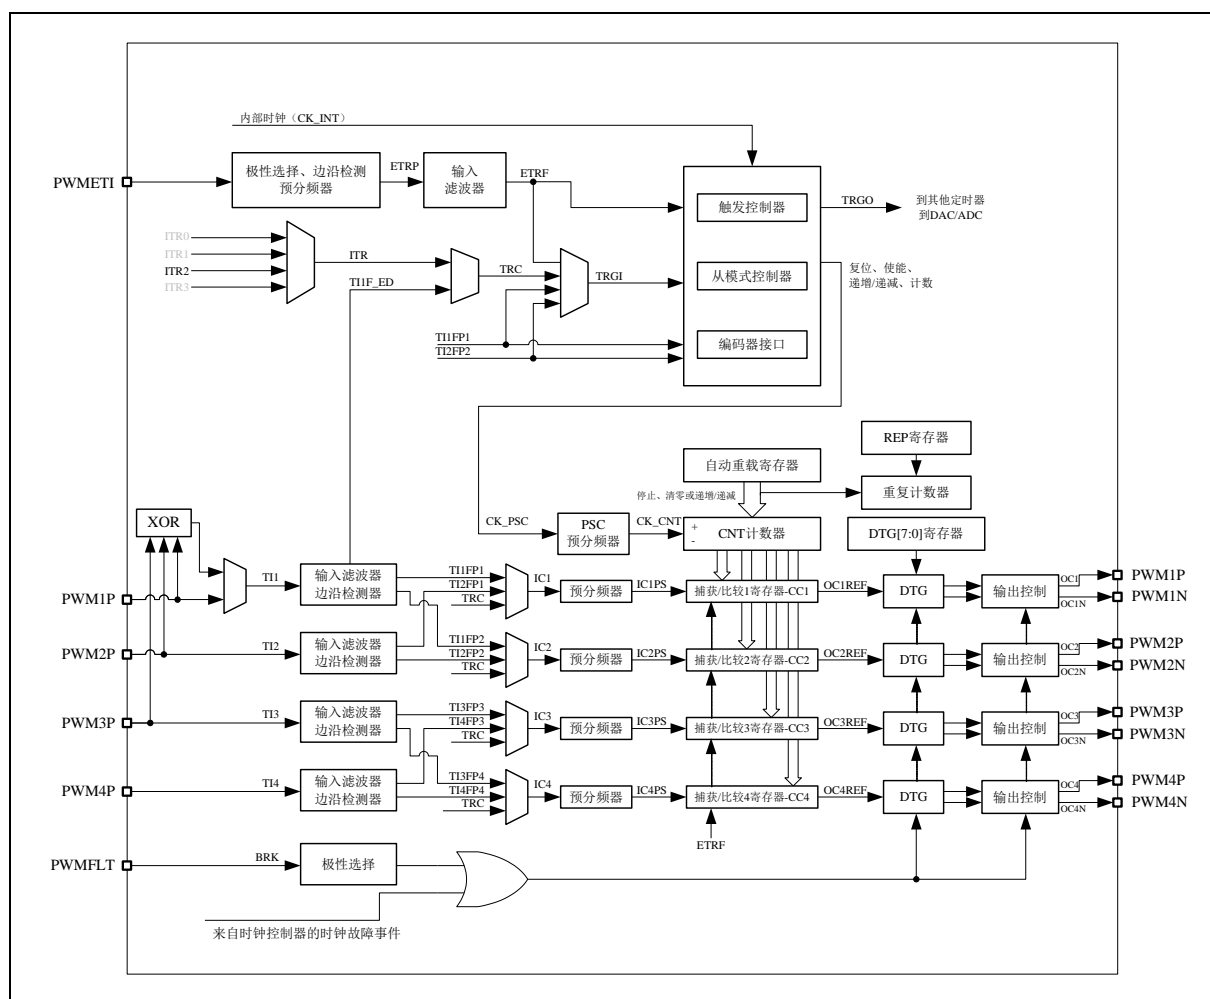 内部时钟（CK_INT）
PWMETI
极性选择、边沿检测
预分频器
ETRP
输入
滤波器
ETRF
触发控制器
TRGO
到其他定时器
到DAC/ADC
ITR0
ITR1
ITR2
ITR3
ITR
TI1F_ED
TRC
TRGI
从模式控制器
复位、使能、
递增/递减、计数
TI1FP1
TI2FP2
编码器接口
REP寄存器
自动重载寄存器
停止、清零或递增/递减
重复计数器
XOR
CK_PSC
PSC
预分频器
CK_CNT
+
-
CNT计数器
DTG[7:0]寄存器
PWM1P
TI1
输入滤波器
边沿检测器
TI1FP1
TI2FP1
TRC
IC1
预分频器
IC1PS
捕获/比较1寄存器-CC1
OC1REF
DTG
输出控制
OC1
OC1N
PWM1P
PWM1N
PWM2P
TI2
输入滤波器
边沿检测器
TI1FP2
TI2FP2
TRC
IC2
预分频器
IC2PS
捕获/比较2寄存器-CC2
OC2REF
DTG
输出控制
OC2
OC2N
PWM2P
PWM2N
PWM3P
TI3
输入滤波器
边沿检测器
TI3FP3
TI4FP3
TRC
IC3
预分频器
IC3PS
捕获/比较3寄存器-CC3
OC3REF
DTG
输出控制
OC3
OC3N
PWM3P
PWM3N
PWM4P
TI4
输入滤波器
边沿检测器
TI3FP4
TI4FP4
TRC
IC4
预分频器
IC4PS
捕获/比较4寄存器-CC4
OC4REF
DTG
输出控制
OC4
OC4N
PWM4P
PWM4N
ETRF
PWMFLT
BRK
极性选择
来自时钟控制器的时钟故障事件